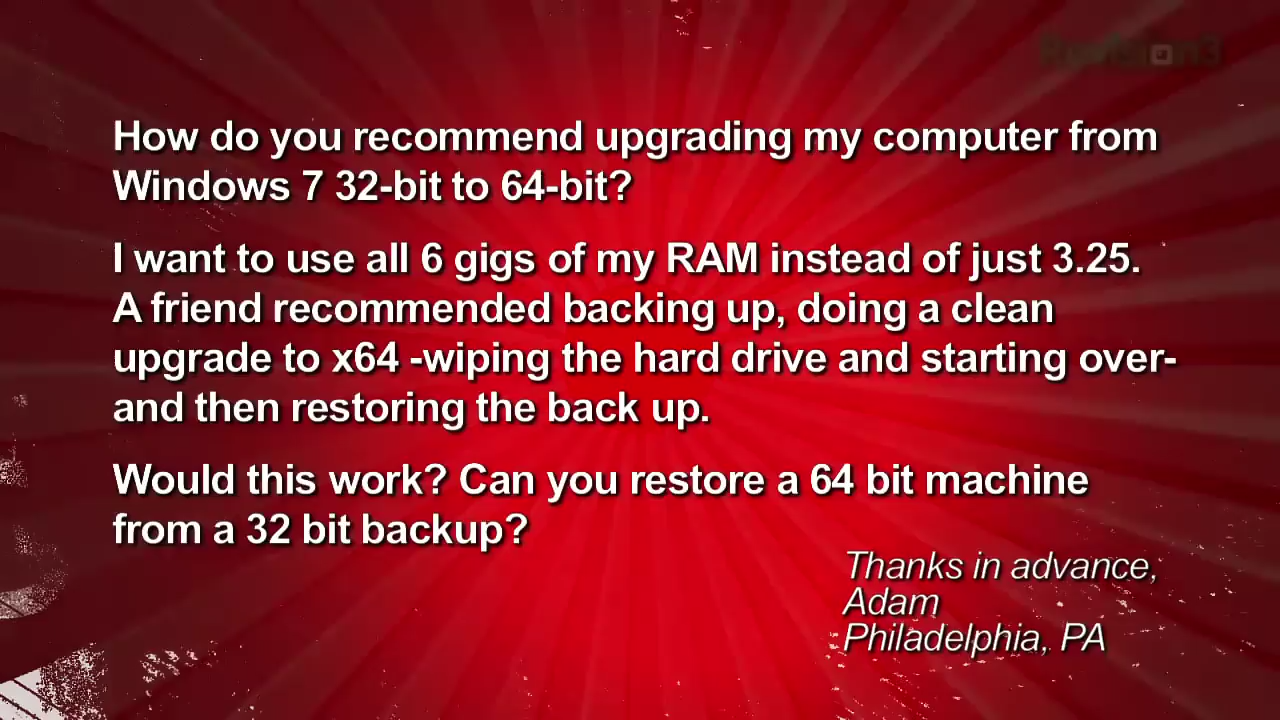 Revision3
How do you recommend upgrading my computer from
Windows 7 32-bit to 64-bit?
I want to use all 6 gigs of my RAM instead of just 3.25.
A friend recommended backing up, doing a clean
upgrade to x64 -wiping the hard drive and starting over-
and then restoring the back up.
Would this work? Can you restore a 64 bit machine
from a 32 bit backup?
Thanks in advance,
Adam
Philadelphia, PA